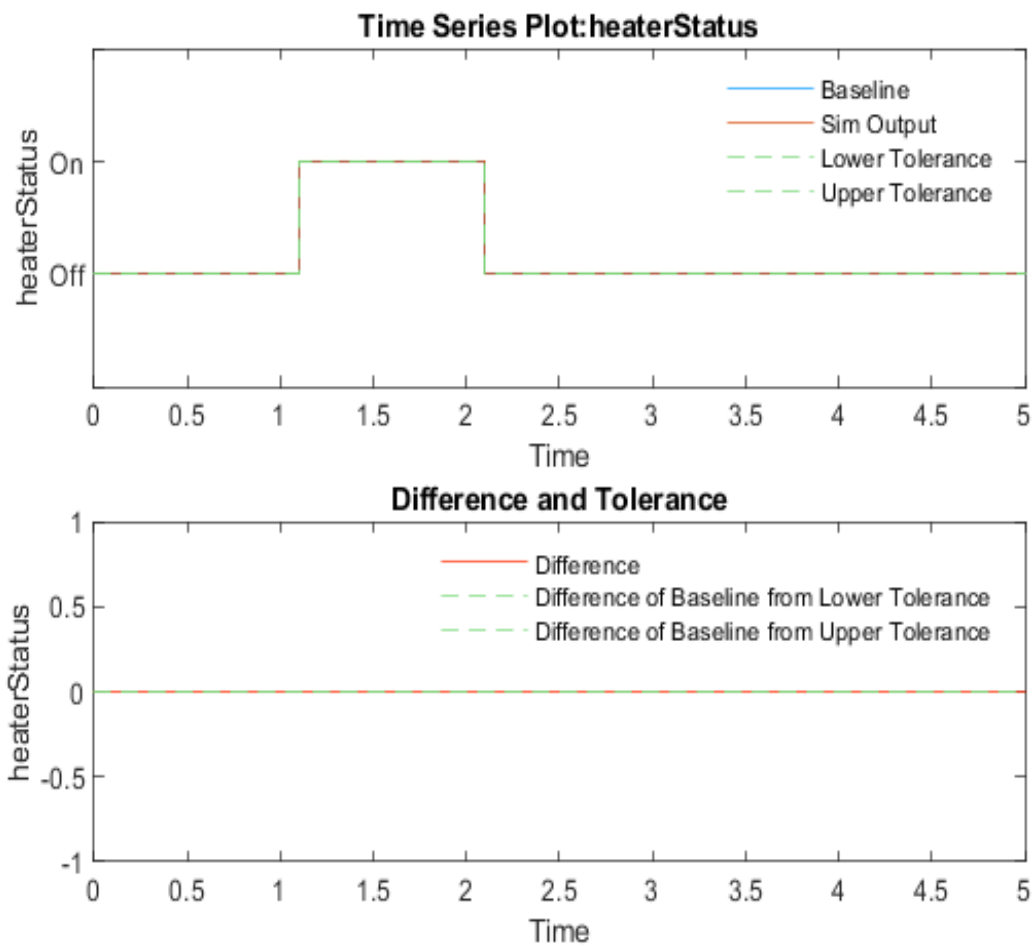 Time Series Plot:heaterStatus
Baseline
Sim Output
Lower Tolerance
Upper Tolerance
heaterStatus
On
Off
0 0.5 1 1.5 2 2.5 3 3.5 4 4.5 5
Time
Difference and Tolerance
Difference
Difference of Baseline from Lower Tolerance
Difference of Baseline from Upper Tolerance
heaterStatus
1
0.5
0
-0.5
-1
0 0.5 1 1.5 2 2.5 3 3.5 4 4.5 5
Time